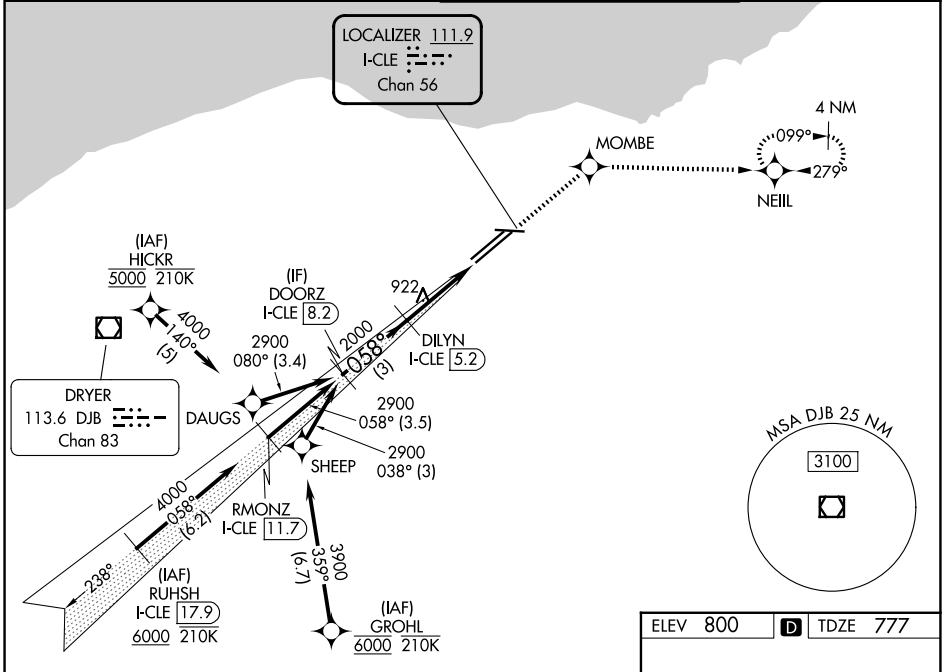 LOCALIZER 111.9
I-CLE
Chan 56
4 NM
099°
279°
MOMBE
NEIIL
(IAF)
HICKR
5000 210K
4000
140°
(5)
(IF)
DOORZ
I-CLE 8.2
922
2000
058°
(3)
DILYN
I-CLE 5.2
2900
080° (3.4)
DRYER
113.6 DJB
Chan 83
DAUGS
2900
058° (3.5)
2900
038° (3)
SHEEP
MSA DJB 25 NM
3100
4000
058°
(6.2)
RMONZ
I-CLE 11.7
238°
(IAF)
RUHSH
I-CLE 17.9
6000 210K
3900
359°
(6.7)
(IAF)
GROHL
6000 210K
ELEV 800 D TDZE 777